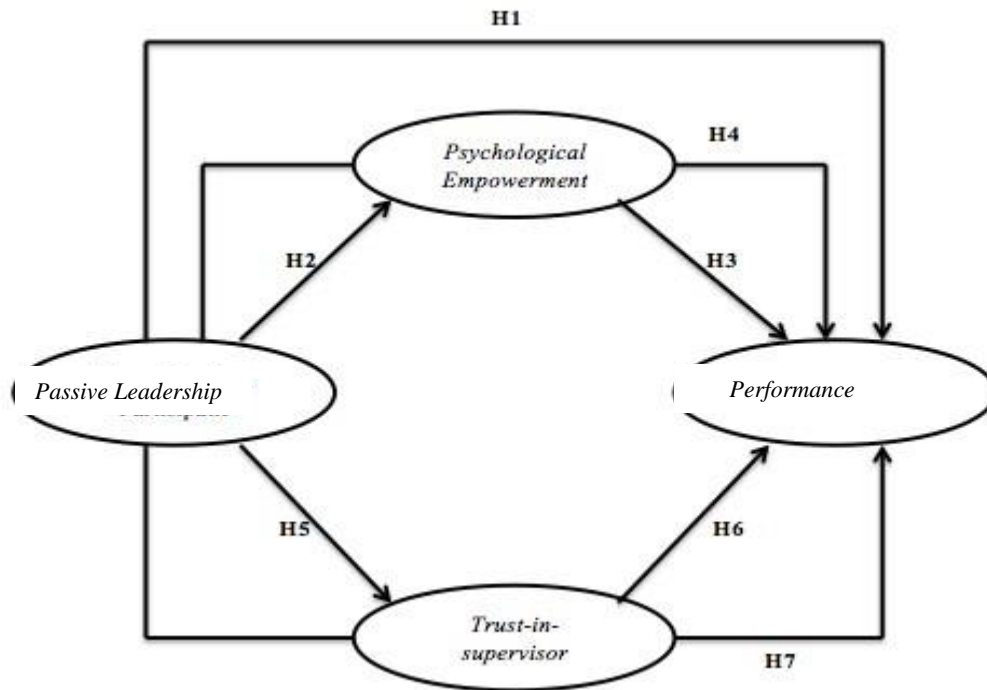 H1
Psychological
Empowerment
H4
H2
H3
Passive Leadership
Performance
H5
H6
Trust-in-
supervisor
H7